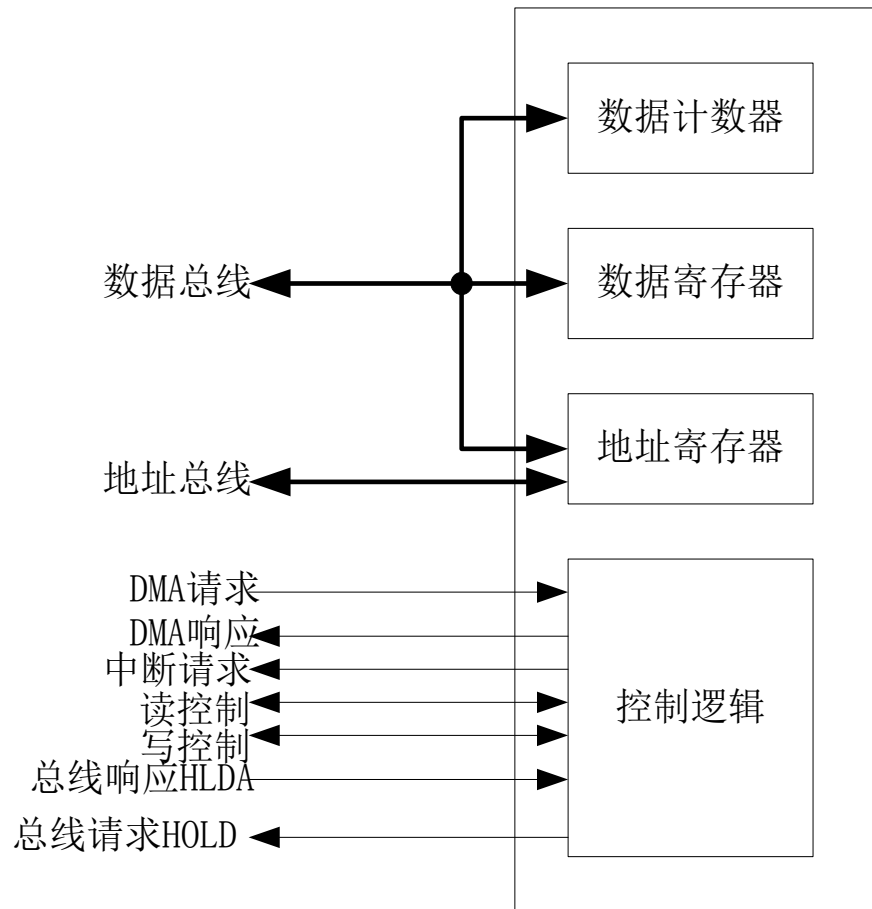 数据计数器
数据总线
数据寄存器
地址寄存器
地址总线
DMA请求
DMA响应
中断请求
读控制
写控制
控制逻辑
总线响应HLDA
总线请求HOLD